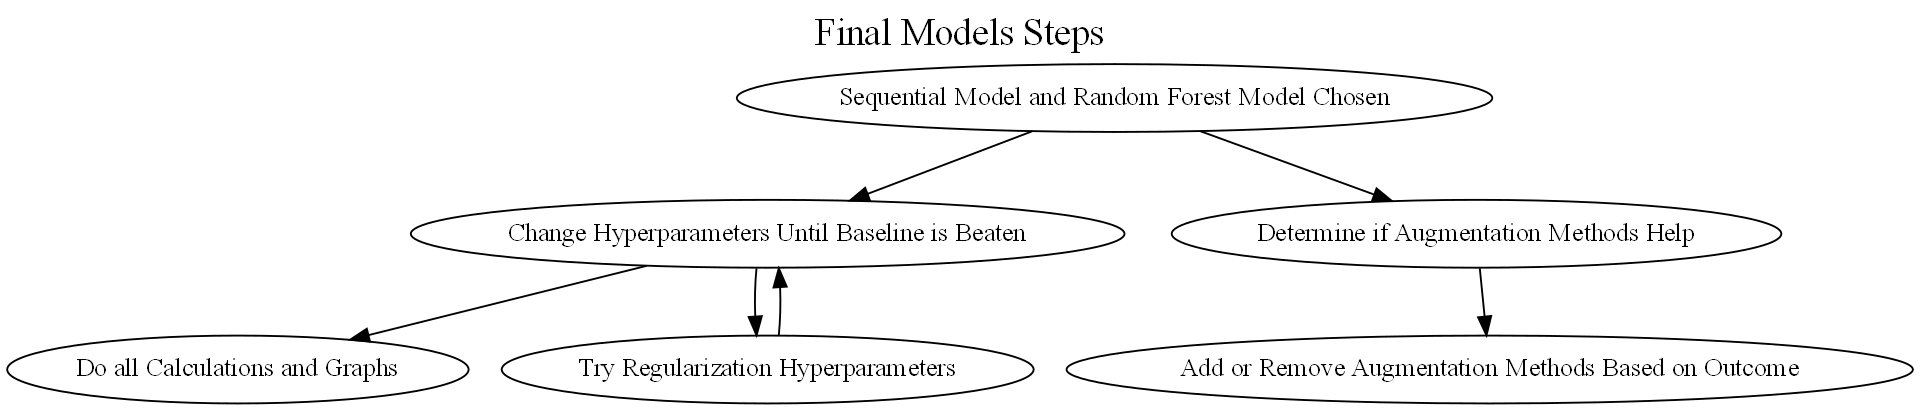 Final Models Steps
Sequential Model and Random Forest Model Chosen
Change Hyperparameters Until Baseline is Beaten
Determine if Augmentation Methods Help
Do all Calculations and Graphs
Try Regularization Hyperparameters
Add or Remove Augmentation Methods Based on Outcome